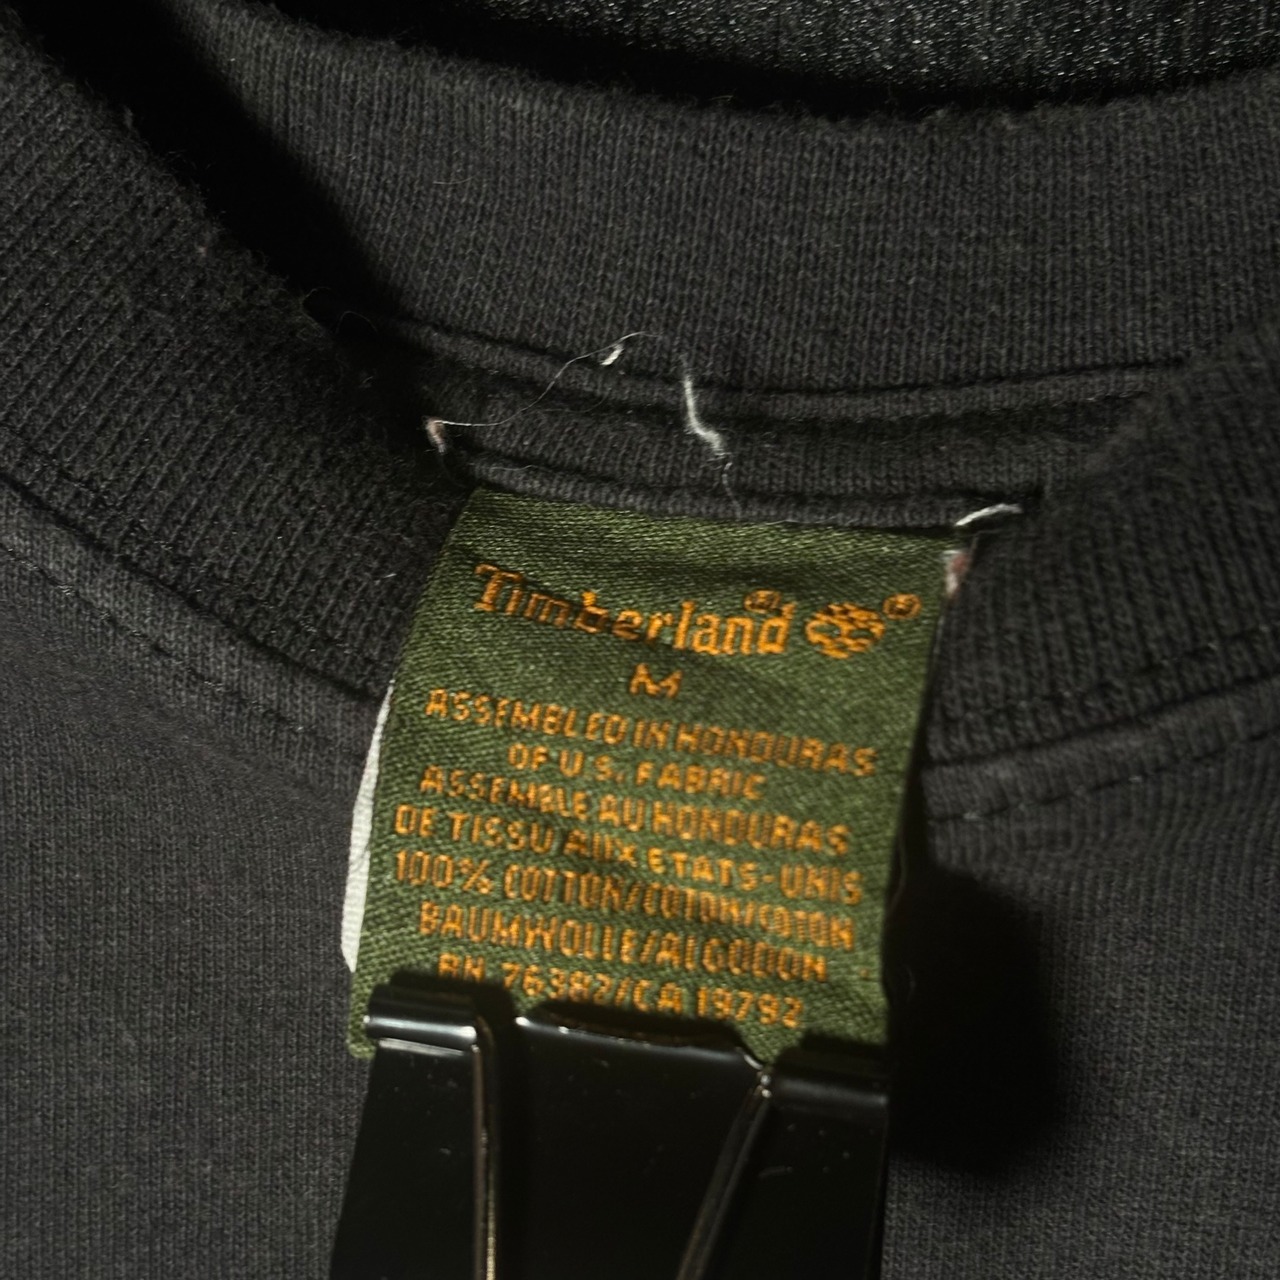 Timberland®
M
ASSEMBLED IN HONDURAS
OF U.S. FABRIC
ASSEMBLE AU HONDURAS
DE TISSU AUX ETATS-UNIS
100% COTTON/COTON/COTON
BAUMWOLLE/ALGODON
RN 76382/CA 19792